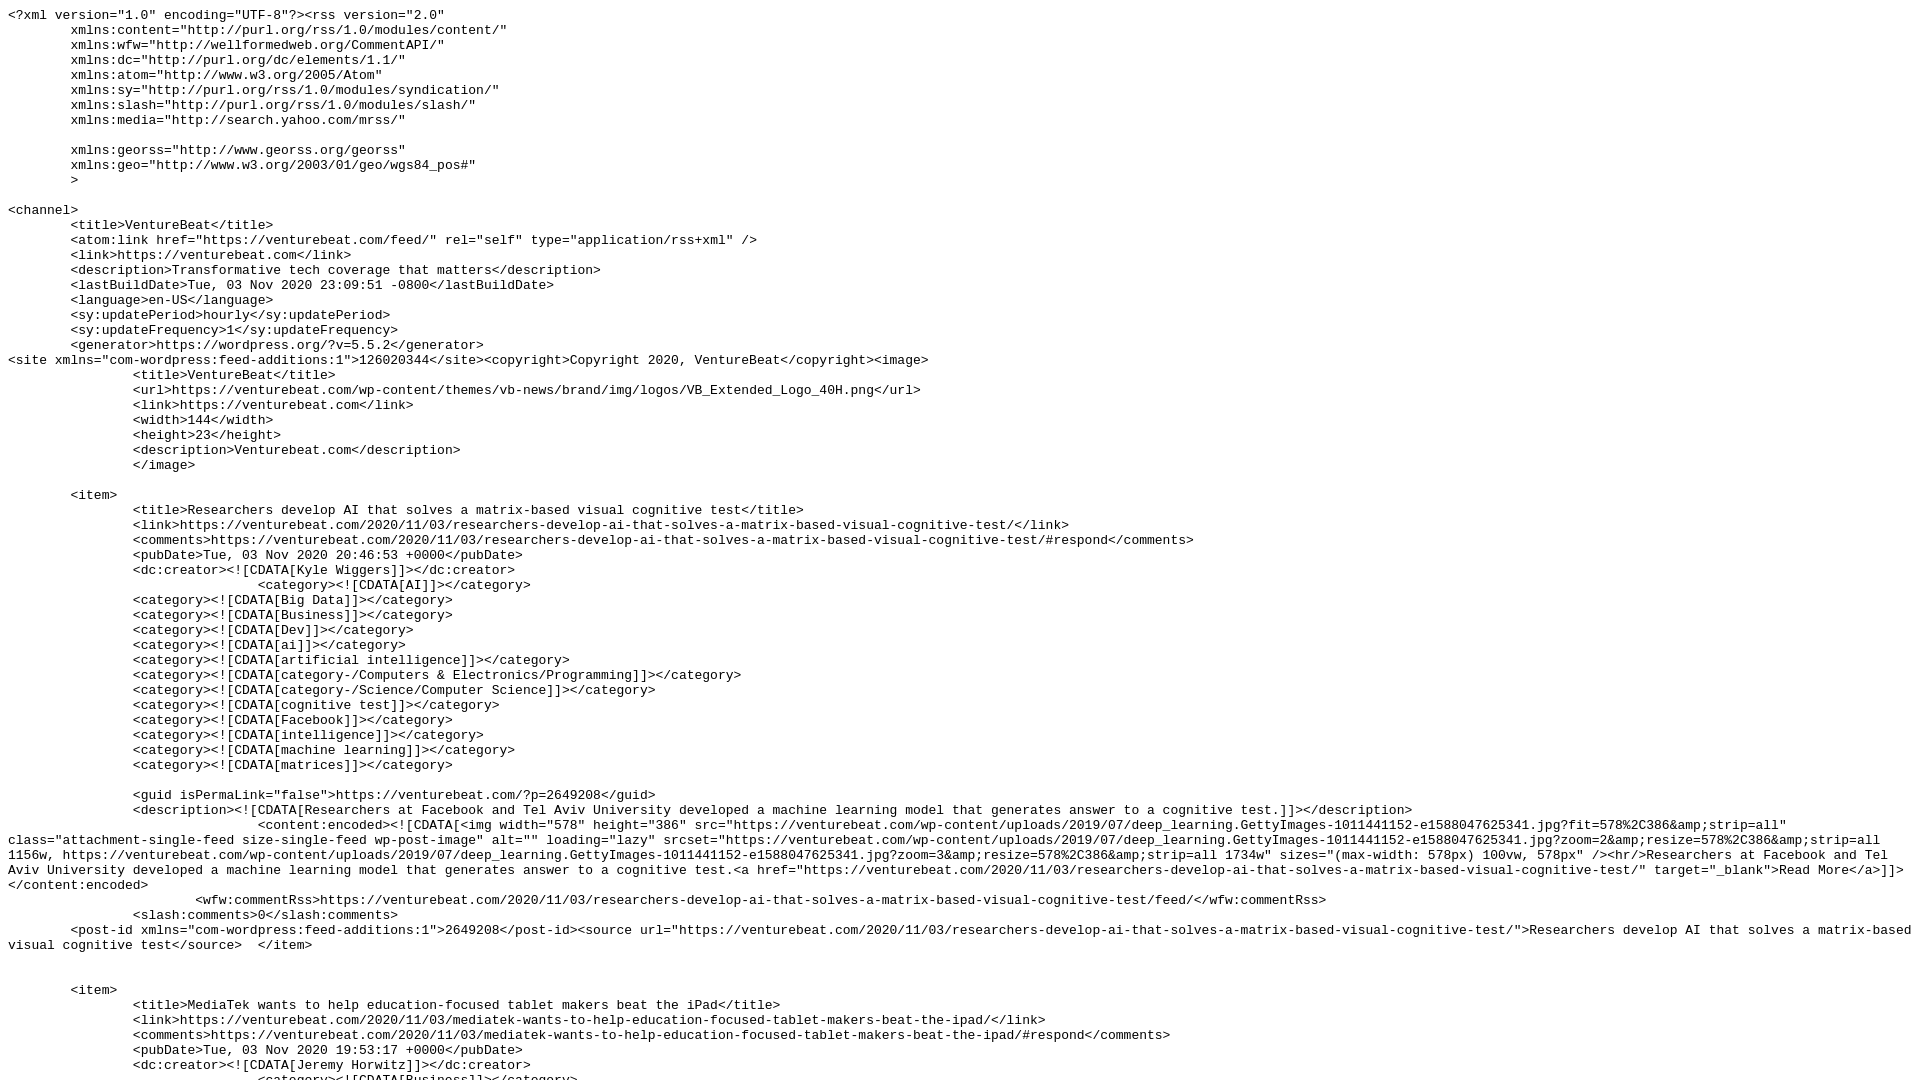 <?xml version="1.0" encoding="UTF-8"?><rss version="2.0"
xmlns:content="http://purl.org/rss/1.0/modules/content/"
xmlns:wfw="http://wellformedweb.org/CommentAPI/"
xmlns:dc="http://purl.org/dc/elements/1.1/"
xmlns:atom="http://www.w3.org/2005/Atom"
xmlns:sy="http://purl.org/rss/1.0/modules/syndication/"
xmlns:slash="http://purl.org/rss/1.0/modules/slash/"
xmlns:media="http://search.yahoo.com/mrss/"
xmlns:georss="http://www.georss.org/georss"
xmlns:geo="http://www.w3.org/2003/01/geo/wgs84_pos#"
>
<channel>
<title>VentureBeat</title>
<atom:link href="https://venturebeat.com/feed/" rel="self" type="application/rss+xml" />
<link>https://venturebeat.com</link>
<description>Transformative tech coverage that matters</description>
<lastBuildDate>Tue, 03 Nov 2020 23:09:51 -0800</lastBuildDate>
<language>en-US</language>
<sy:updatePeriod>hourly</sy:updatePeriod>
<sy:updateFrequency>1</sy:updateFrequency>
<generator>https://wordpress.org/?v=5.5.2</generator>
<site xmlns="com-wordpress:feed-additions:1">126020344</site><copyright>Copyright 2020, VentureBeat</copyright><image>
<title>VentureBeat</title>
<url>https://venturebeat.com/wp-content/themes/vb-news/brand/img/logos/VB_Extended_Logo_40H.png</url>
<link>https://venturebeat.com</link>
<width>144</width>
<height>23</height>
<description>Venturebeat.com</description>
</image>
<item>
<title>Researchers develop AI that solves a matrix-based visual cognitive test</title>
<link>https://venturebeat.com/2020/11/03/researchers-develop-ai-that-solves-a-matrix-based-visual-cognitive-test/</link>
<comments>https://venturebeat.com/2020/11/03/researchers-develop-ai-that-solves-a-matrix-based-visual-cognitive-test/#respond</comments>
<pubDate>Tue, 03 Nov 2020 20:46:53 +0000</pubDate>
<dc:creator><![CDATA[Kyle Wiggers]]></dc:creator>
<category><![CDATA[AI]]></category>
<category><![CDATA[Big Data]]></category>
<category><![CDATA[Business]]></category>
<category><![CDATA[Dev]]></category>
<category><![CDATA[ai]]></category>
<category><![CDATA[artificial intelligence]]></category>
<category><![CDATA[category-/Computers & Electronics/Programming]]></category>
<category><![CDATA[category-/Science/Computer Science]]></category>
<category><![CDATA[cognitive test]]></category>
<category><![CDATA[Facebook]]></category>
<category><![CDATA[intelligence]]></category>
<category><![CDATA[machine learning]]></category>
<category><![CDATA[matrices]]></category>
<guid isPermaLink="false">https://venturebeat.com/?p=2649208</guid>
<description><![CDATA[Researchers at Facebook and Tel Aviv University developed a machine learning model that generates answer to a cognitive test.]]></description>
<content:encoded><![CDATA[<img width="578" height="386" src="https://venturebeat.com/wp-content/uploads/2019/07/deep_learning.GettyImages-1011441152-e1588047625341.jpg?fit=578%2C386&amp;strip=all"
class="attachment-single-feed size-single-feed wp-post-image" alt="" loading="lazy" srcset="https://venturebeat.com/wp-content/uploads/2019/07/deep_learning.GettyImages-1011441152-e1588047625341.jpg?zoom=2&amp;resize=578%2C386&amp;strip=all
1156w, https://venturebeat.com/wp-content/uploads/2019/07/deep_learning.GettyImages-1011441152-e1588047625341.jpg?zoom=3&amp;resize=578%2C386&amp;strip=all 1734w" sizes="(max-width: 578px) 100vw, 578px" /><hr/>Researchers at Facebook and Tel
Aviv University developed a machine learning model that generates answer to a cognitive test.<a href="https://venturebeat.com/2020/11/03/researchers-develop-ai-that-solves-a-matrix-based-visual-cognitive-test/" target="_blank">Read More</a>]]>
</content:encoded>
<wfw:commentRss>https://venturebeat.com/2020/11/03/researchers-develop-ai-that-solves-a-matrix-based-visual-cognitive-test/feed/</wfw:commentRss>
<slash:comments>0</slash:comments>
<post-id xmlns="com-wordpress:feed-additions:1">2649208</post-id><source url="https://venturebeat.com/2020/11/03/researchers-develop-ai-that-solves-a-matrix-based-visual-cognitive-test/">Researchers develop AI that solves a matrix-based
visual cognitive test</source>  </item>
<item>
<title>MediaTek wants to help education-focused tablet makers beat the iPad</title>
<link>https://venturebeat.com/2020/11/03/mediatek-wants-to-help-education-focused-tablet-makers-beat-the-ipad/</link>
<comments>https://venturebeat.com/2020/11/03/mediatek-wants-to-help-education-focused-tablet-makers-beat-the-ipad/#respond</comments>
<pubDate>Tue, 03 Nov 2020 19:53:17 +0000</pubDate>
<dc:creator><![CDATA[Jeremy Horwitz]]></dc:creator>
<category><![CDATA[Business]]></category>